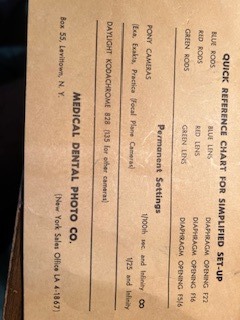 QUICK REFERENCE CHART FOR SIMPLIFIED SET-UP
BLUE RODS BLUE LENS DIAPHRAGM OPENING F22
RED RODS RED LENS DIAPHRAGM OPENING F16
GREEN RODS GREEN LENS DIAPHRAGM OPENING F5/6
Permanent Settings
PONY CAMERAS 1/100th sec and Infinity ∞
(Exa, Exakta, Practica (Focal Plane Cameras) 1/25 and Infinity
DAYLIGHT KODACHROME 828 (135 for other cameras)
MEDICAL DENTAL PHOTO CO.
Box 55, Levittown, N. Y. (New York Sales Office LA 4-1867)